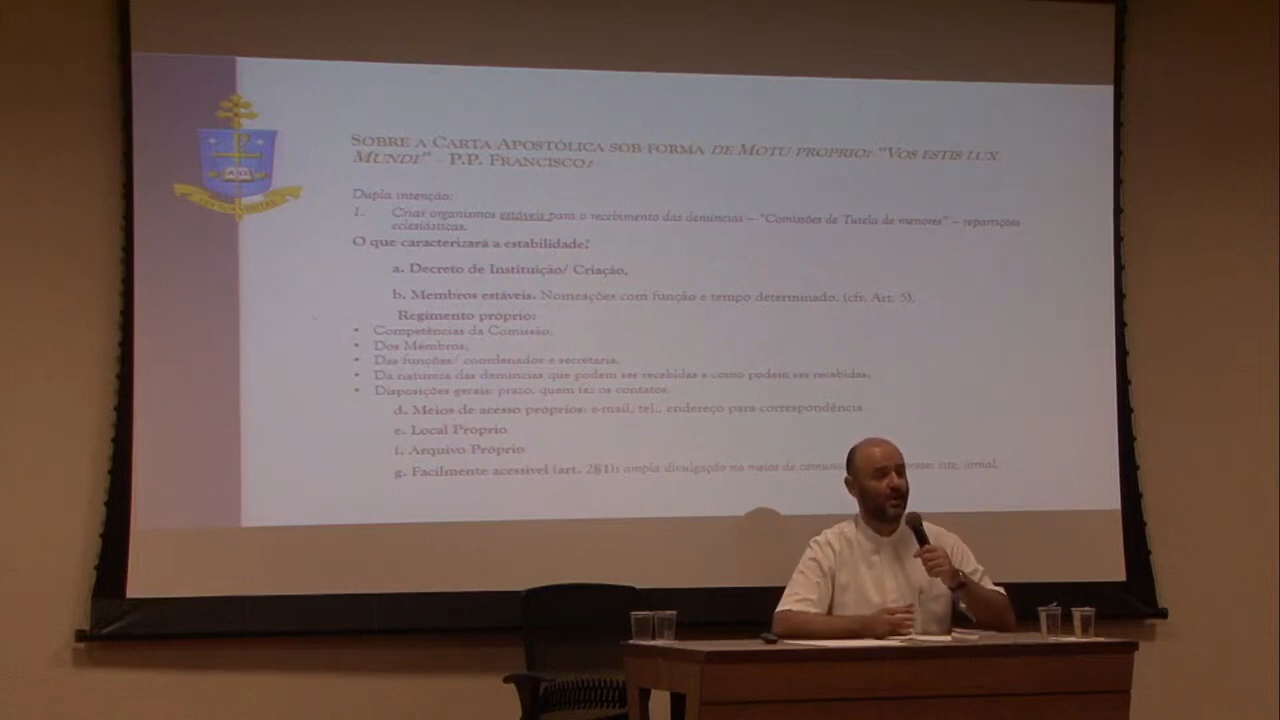 SOBRE A CARTA APOSTÓLICA SOB FORMA DE MOTU PROPRIO: "VOS ESTIS LUX
MUNDI" – P.P. FRANCISCO:
Dupla intenção:
1. Criar organismos estáveis para o recebimento das denúncias – "Comissões de Tutela de menores" – repartições
eclesiásticas.
O que caracterizará a estabilidade?
a. Decreto de Instituição/ Criação,
b. Membros estáveis. Nomeações com função e tempo determinado. (cfr. Art. 5),
Regimento próprio:
• Competências da Comissão,
• Dos Membros,
• Das funções/ coordenador e secretaria,
• Da natureza das denuncias que podem ser recebidas e como podem ser recebidas,
• Disposições gerais: prazo, quem faz os contatos.
d. Meios de acesso próprios: e-mail, tel., endereço para correspondência
e. Local Próprio
f. Arquivo Próprio
g. Facilmente acessível (art. 2§1): ampla divulgação no meios de site, jornal.